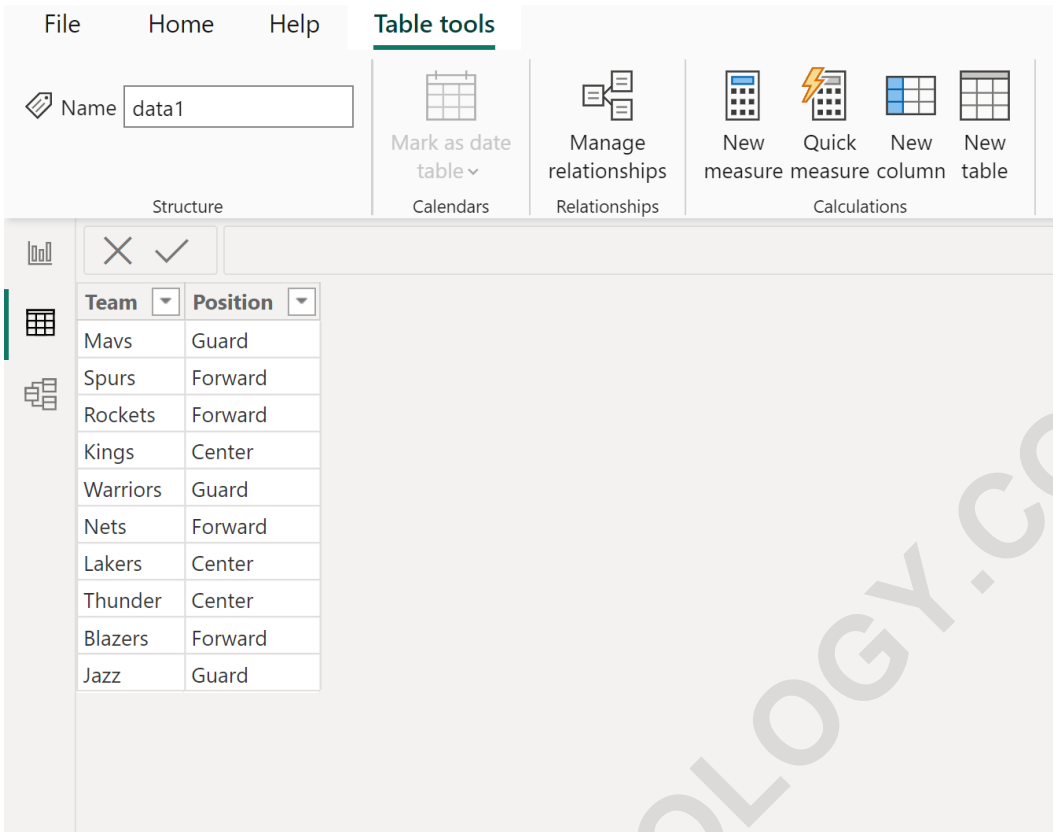 File Home Help Table tools
Name data1
Mark as date table
Manage relationships
New measure
Quick measure
New column
New table
Structure Calendars Relationships Calculations
Team Position
Mavs Guard
Spurs Forward
Rockets Forward
Kings Center
Warriors Guard
Nets Forward
Lakers Center
Thunder Center
Blazers Forward
Jazz Guard
OLOGY.CO